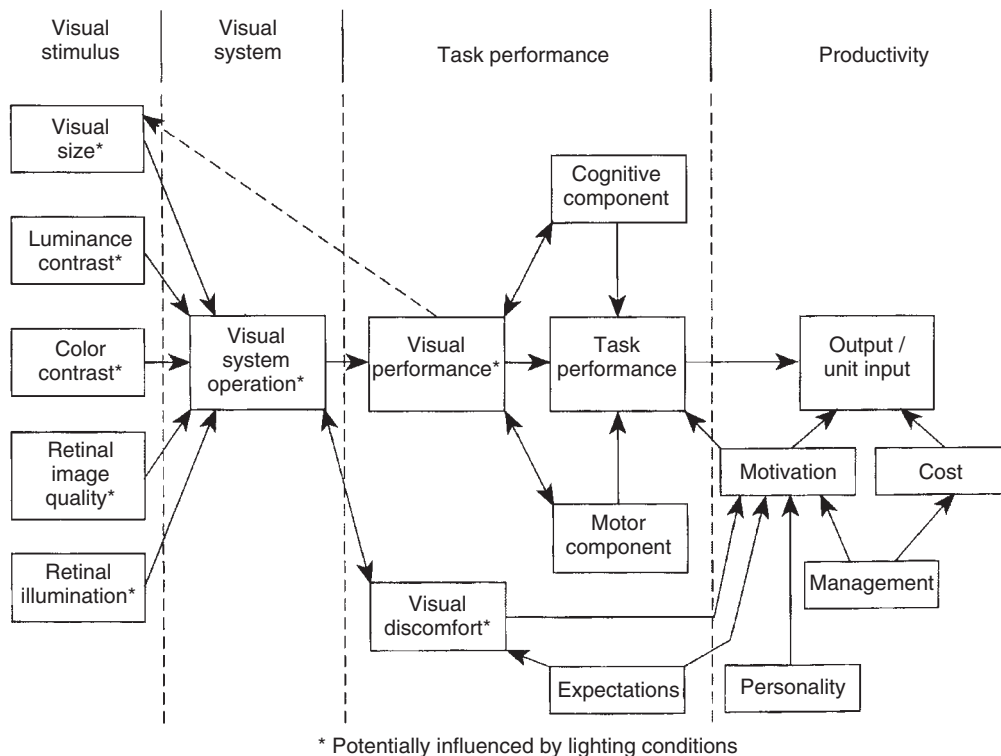 Visual
stimulus
Visual
system
Task performance
Productivity
Visual
size*
Luminance
contrast*
Color
contrast*
Retinal
image
quality*
Retinal
illumination*
Visual
system
operation*
Visual
performance*
Cognitive
component
Task
performance
Motor
component
Visual
discomfort*
Expectations
Output /
unit input
Motivation
Cost
Management
Personality
* Potentially influenced by lighting conditions